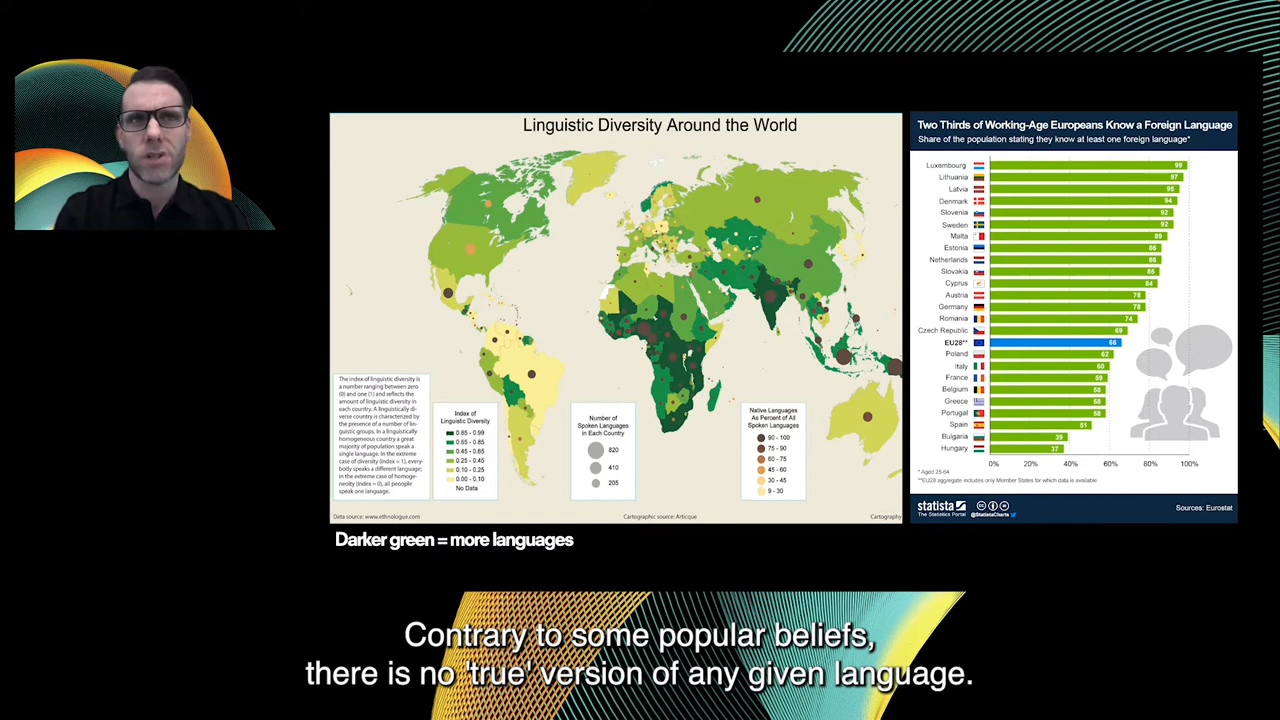 Linguistic Diversity Around the World
The index of linguistic diversity is
a number ranging between zero
(0) and one (1) and reflects the
amount of linguistic diversity in
each country. A linguistically di-
verse country is characterized by
the presence of a number of lin-
guistic groups. In a linguistically
homogeneous country a great
majority of population speak a
single language. In the extreme
case of diversity (index = 1), every-
body speaks a different language;
in the extreme case of homoge-
neity (index = 0), all people
speak one language.
Index of
Linguistic Diversity
0.85 - 0.99
0.65 - 0.85
0.45 - 0.65
0.25 - 0.45
0.10 - 0.25
0.00 - 0.10
No Data
Number of
Spoken Languages
in Each Country
820
410
205
Native Languages
As Percent of All
Spoken Languages
90 - 100
75 - 90
60 - 75
45 - 60
30 - 45
9 - 30
Data source: www.ethnologue.com
Cartographic source: Articque
Cartography
Two Thirds of Working-Age Europeans Know a Foreign Language
Share of the population stating they know at least one foreign language*
Luxembourg 99
Lithuania 97
Latvia
Denmark 94
Slovenia 92
Sweden 92
Malta 89
Estonia 86
Netherlands 86
Slovakia
Cyprus 84
Austria 78
Germany 78
Romania 74
Czech Republic 69
EU28** 66
Poland 62
Italy 60
France 59
Belgium 58
Greece 58
Portugal 58
Spain 51
Bulgaria 39
Hungary 37
0% 20% 40% 60% 80% 100%
* Aged 25-64
**EU28 aggregate includes only Member States for which data is available
statista
The Statistics Portal
@StatistaCharts
Sources: Eurostat
Darker green = more languages
Contrary to some popular beliefs,
there is no 'true' version of any given language.